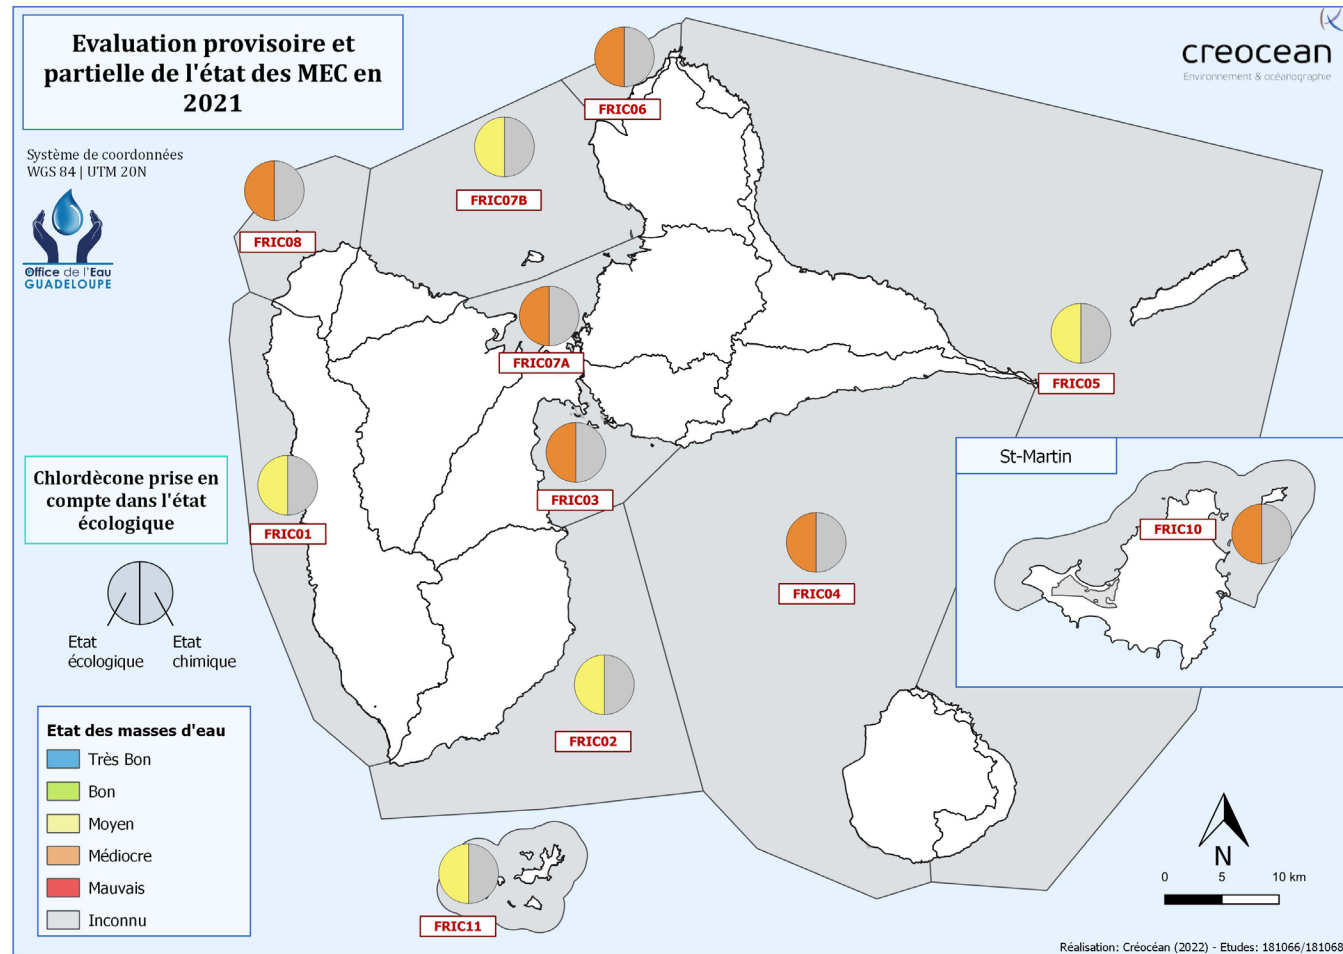 Evaluation provisoire et
partielle de l'état des MEC en
2021
Système de coordonnées
WGS 84 | UTM 20N
Office de l'Eau
GUADELOUPE
creocean
Environnement & océanographie
FRIC06
FRIC07B
FRIC08
FRIC07A
FRIC05
FRIC03
FRIC01
FRIC04
FRIC02
FRIC11
St-Martin
FRIC10
Chlordècone prise en
compte dans l'état
écologique
Etat
écologique
Etat
chimique
Etat des masses d'eau
Très Bon
Bon
Moyen
Médiocre
Mauvais
Inconnu
N
0 5 10 km
Réalisation: Créocéan (2022) - Etudes: 181066/181068